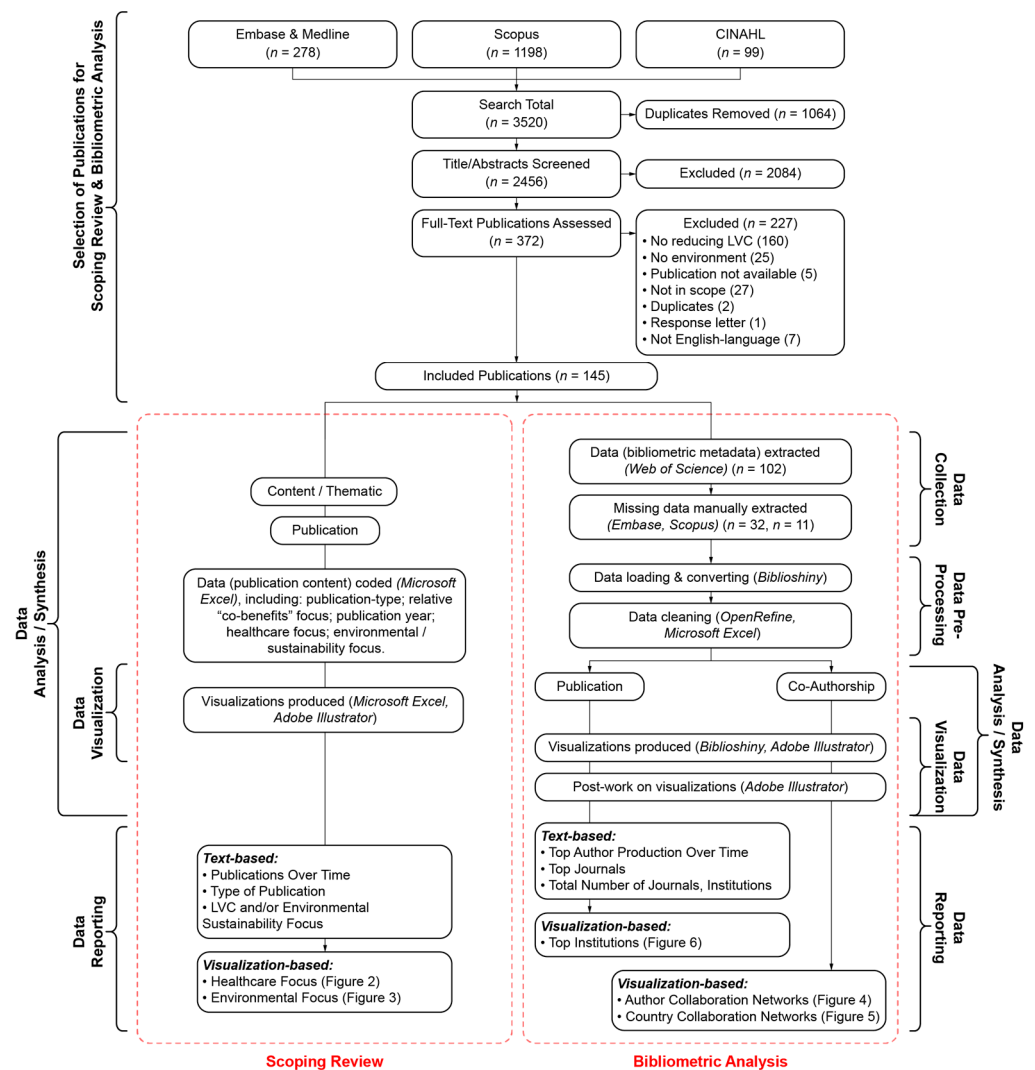 Selection of Publications for
Scoping Review & Bibliometric Analysis
Embase & Medline
(n = 278)
Scopus
(n = 1198)
CINAHL
(n = 99)
Search Total
(n = 3520)
Duplicates Removed (n = 1064)
Title/Abstracts Screened
(n = 2456)
Excluded (n = 2084)
Full-Text Publications Assessed
(n = 372)
Excluded (n = 227)
• No reducing LVC (160)
• No environment (25)
• Publication not available (5)
• Not in scope (27)
• Duplicates (2)
• Response letter (1)
• Not English-language (7)
Included Publications (n = 145)
Data
Analysis / Synthesis
Data
Visualization
Data
Reporting
Content / Thematic
Publication
Data (publication content) coded (Microsoft
Excel), including: publication-type; relative
“co-benefits” focus; publication year;
healthcare focus; environmental /
sustainability focus.
Visualizations produced (Microsoft Excel,
Adobe Illustrator)
Text-based:
• Publications Over Time
• Type of Publication
• LVC and/or Environmental
Sustainability Focus
Visualization-based:
• Healthcare Focus (Figure 2)
• Environmental Focus (Figure 3)
Scoping Review
Data (bibliometric metadata) extracted
(Web of Science) (n = 102)
Missing data manually extracted
(Embase, Scopus) (n = 32, n = 11)
Data loading & converting (Biblioshiny)
Data cleaning (OpenRefine,
Microsoft Excel)
Publication
Co-Authorship
Visualizations produced (Biblioshiny, Adobe Illustrator)
Post-work on visualizations (Adobe Illustrator)
Text-based:
• Top Author Production Over Time
• Top Journals
• Total Number of Journals, Institutions
Visualization-based:
• Top Institutions (Figure 6)
Visualization-based:
• Author Collaboration Networks (Figure 4)
• Country Collaboration Networks (Figure 5)
Bibliometric Analysis
Data
Collection
Data Pre-
Processing
Data
Visualization
Data
Analysis / Synthesis
Data
Reporting